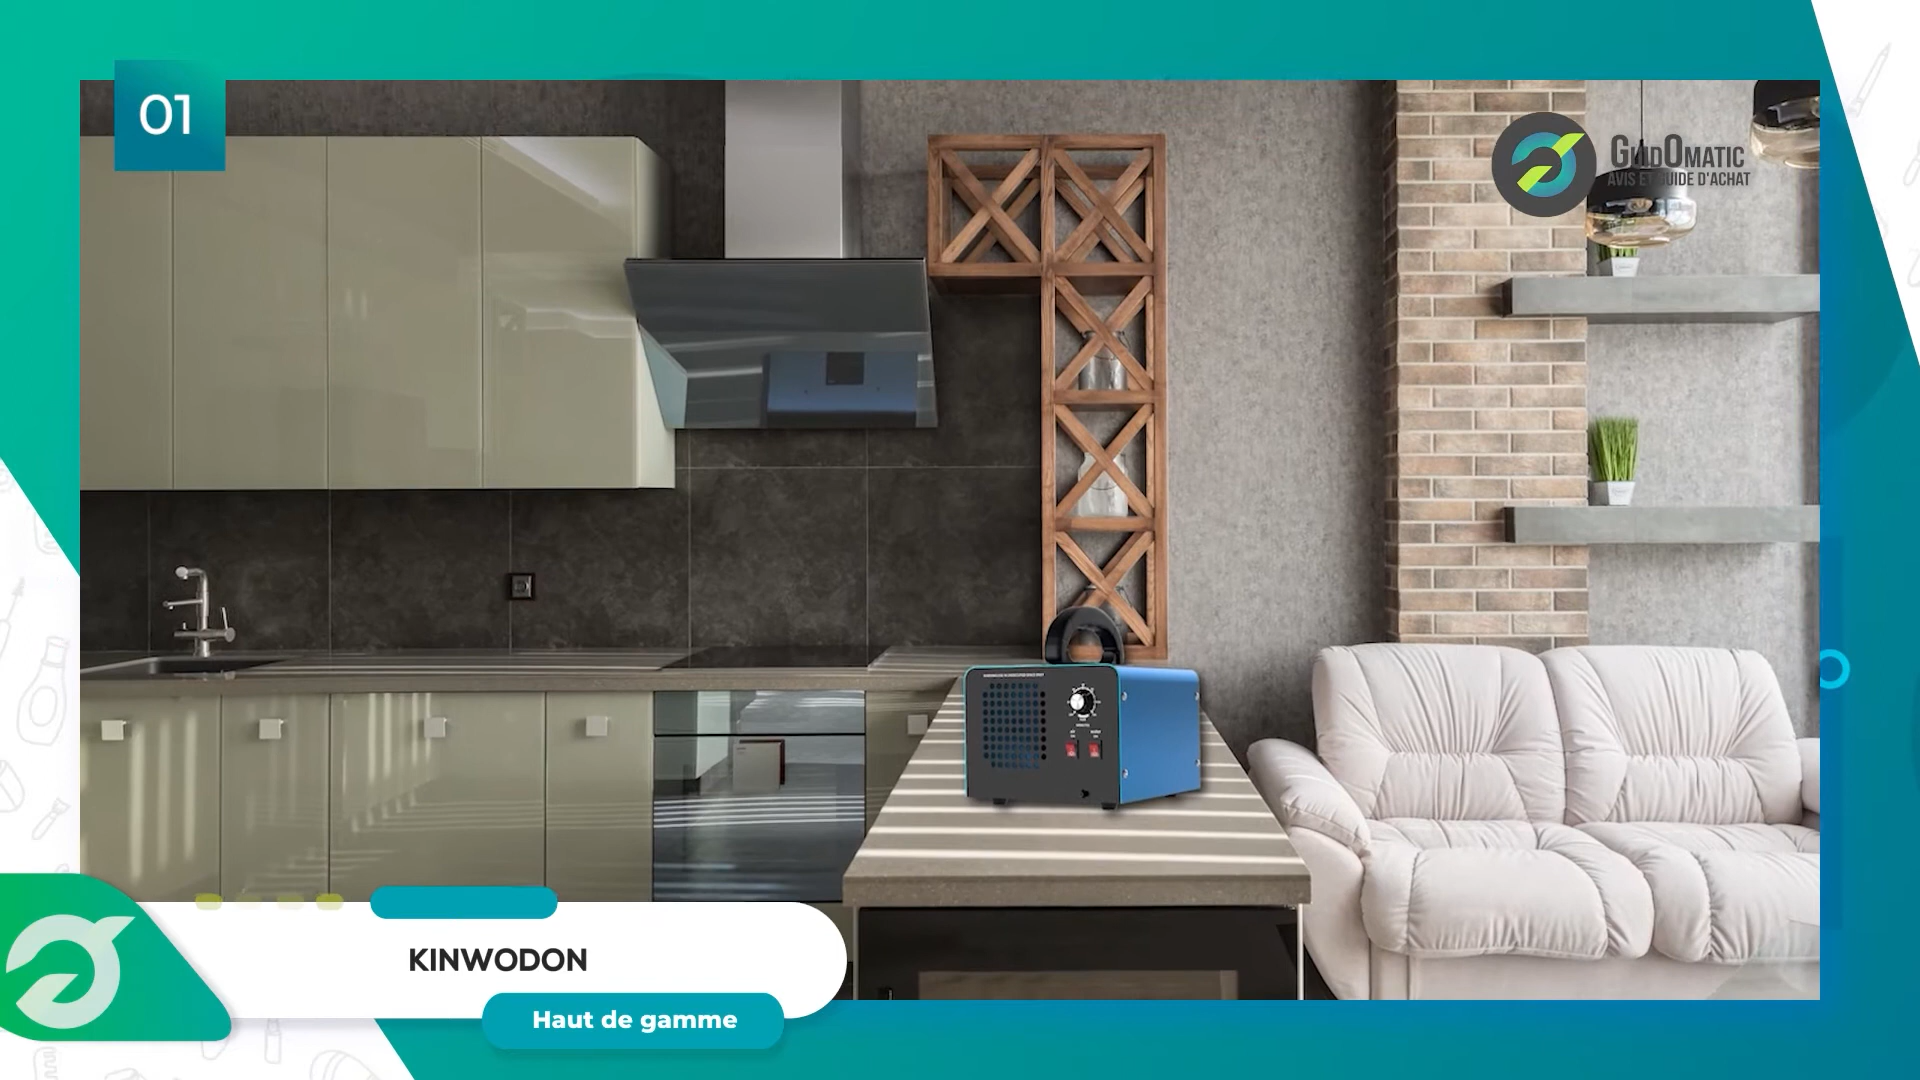 01
GuidOmatic
AVIS ET GUIDE D'ACHAT
KINWODON
Haut de gamme